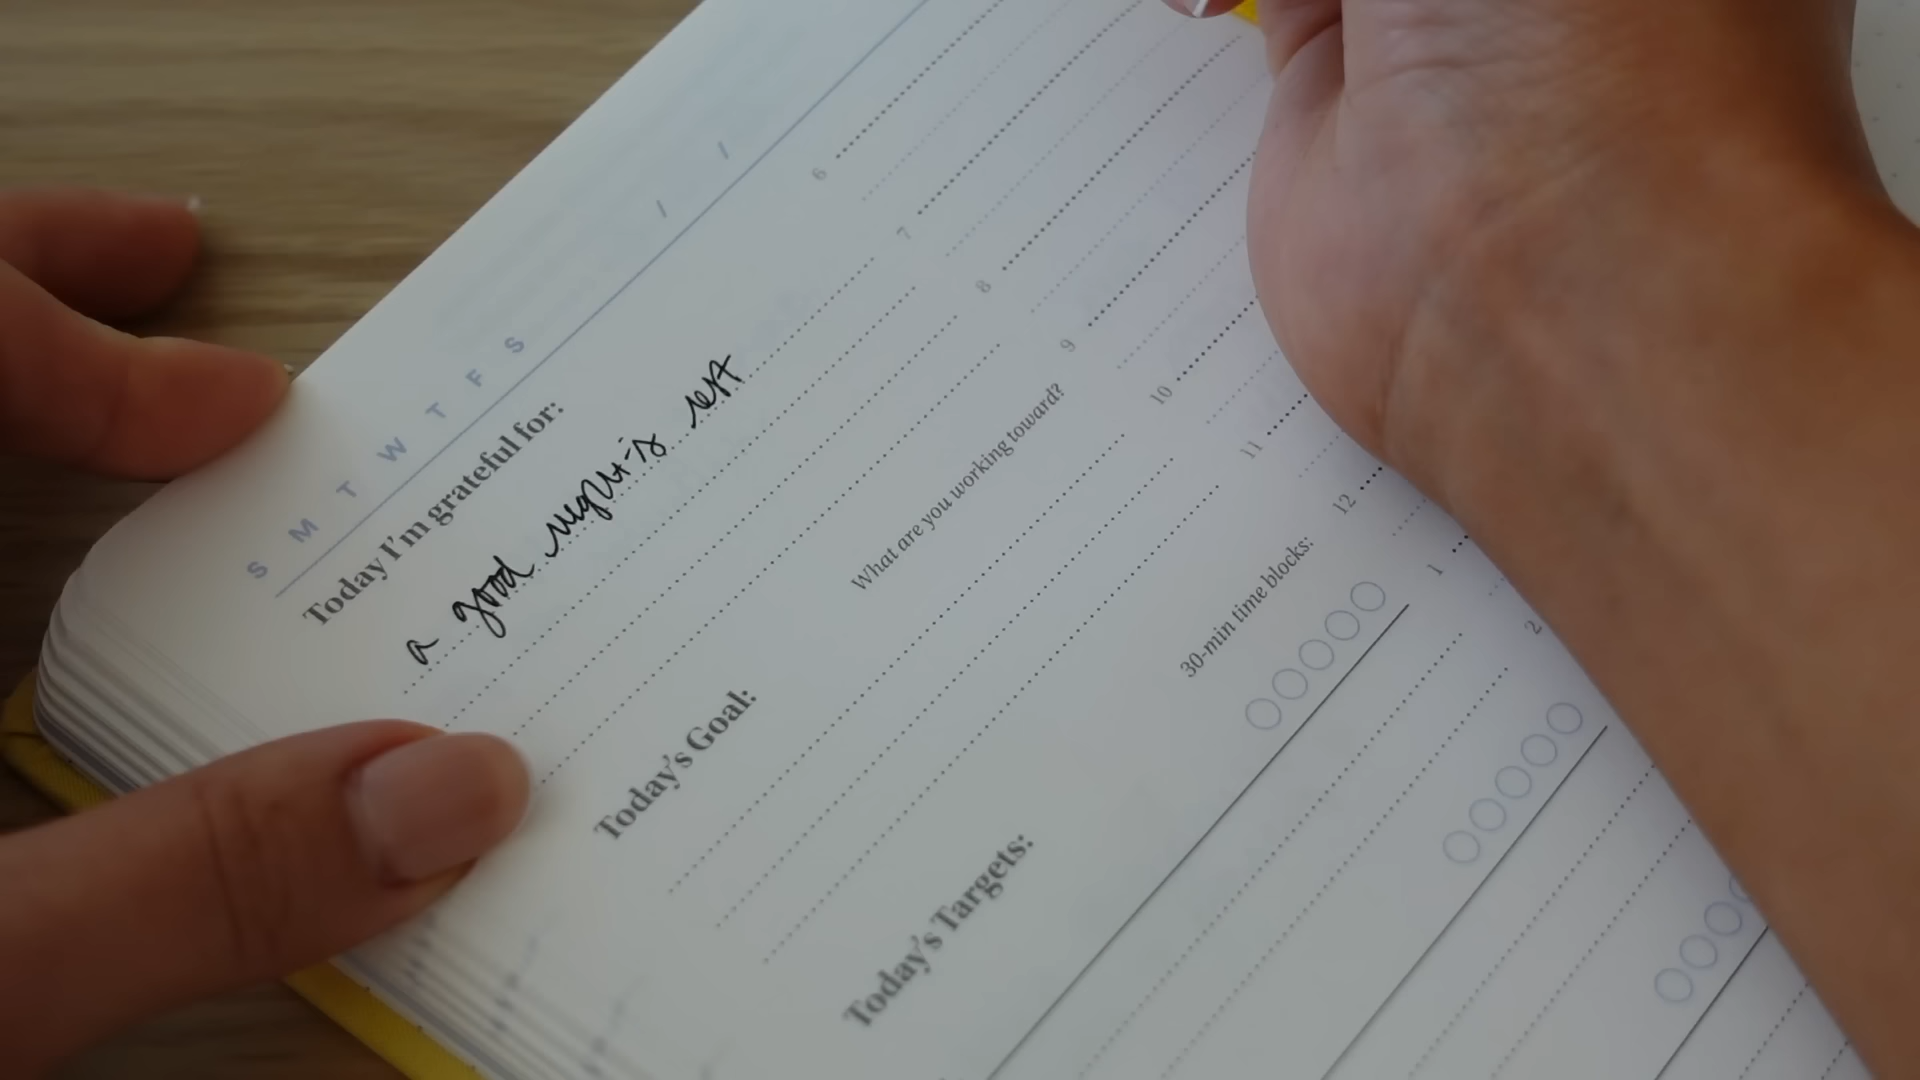 S M T W T F S / /
Today I'm grateful for:
a good night's rest
Today's Goal:
What are you working toward?
Today's Targets:
30-min time blocks:
6
7
8
9
10
11
12
1
2